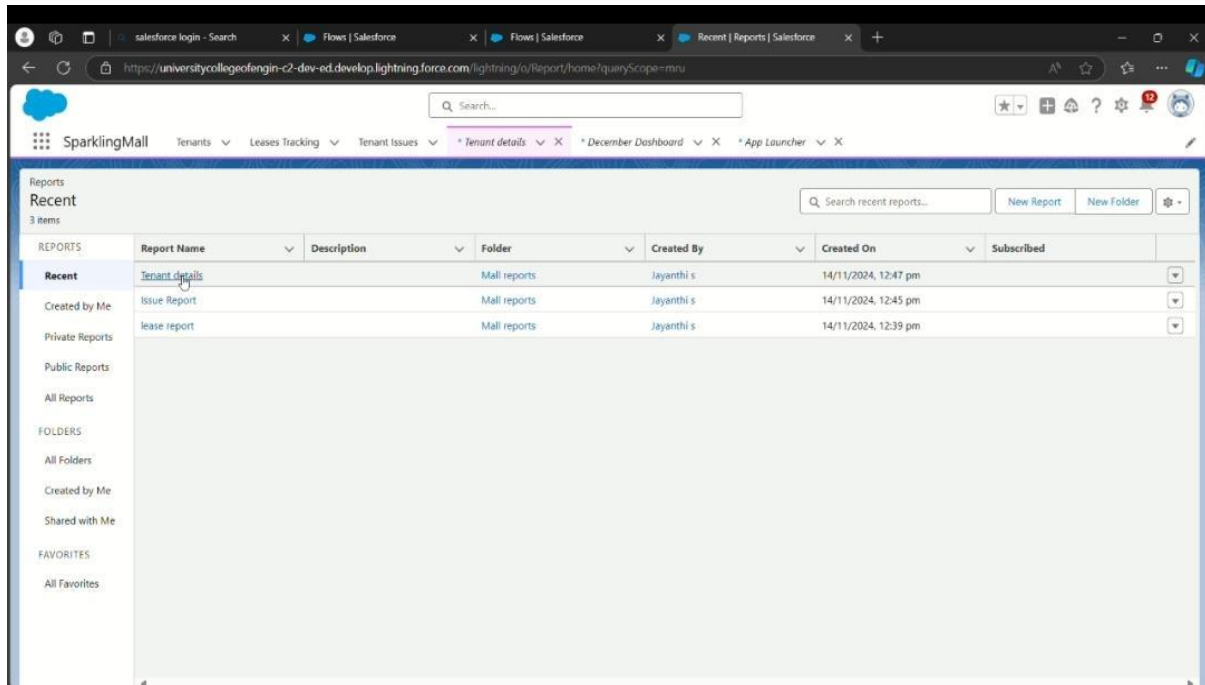 salesforce login - Search Flows | Salesforce Flows | Salesforce Recent | Reports | Salesforce
https://universitycollegeofengin-c2-dev-ed.develop.lightning.force.com/lightning/o/Report/home?queryScope=mru
Search...
12
SparklingMall Tenants Leases Tracking Tenant Issues * Tenant details * December Dashboard * App Launcher
Reports
Recent
3 items
Search recent reports...
New Report
New Folder
REPORTS
Report Name Description Folder Created By Created On Subscribed
Recent
Tenant details Mall reports Jayanthi s 14/11/2024, 12:47 pm
Created by Me
Issue Report Mall reports Jayanthi s 14/11/2024, 12:45 pm
Private Reports
lease report Mall reports Jayanthi s 14/11/2024, 12:39 pm
Public Reports
All Reports
FOLDERS
All Folders
Created by Me
Shared with Me
FAVORITES
All Favorites